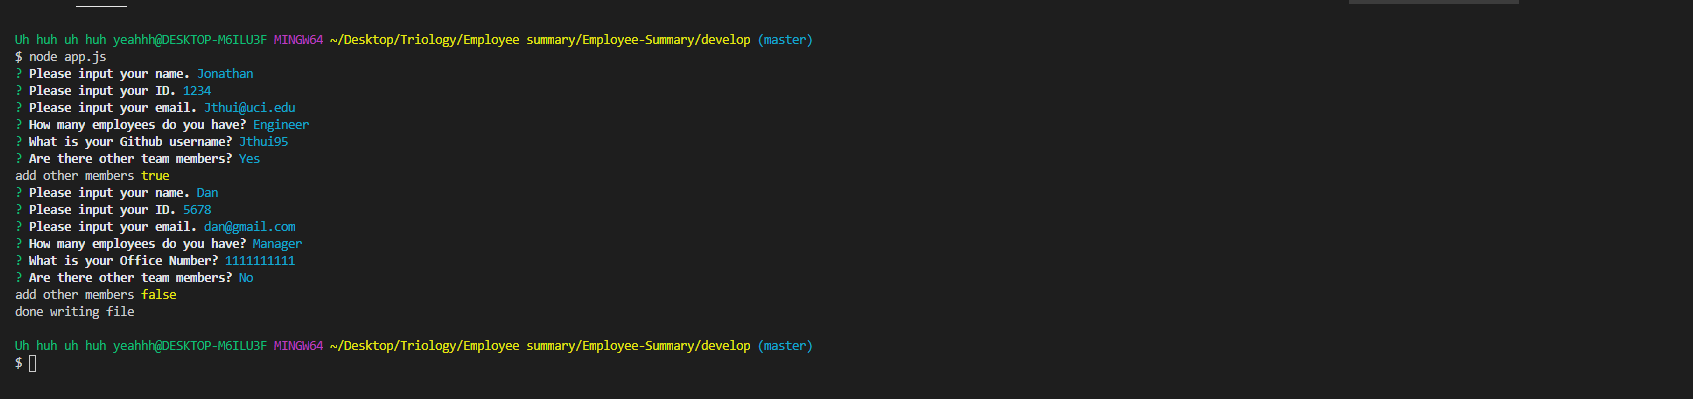 Uh huh uh huh yeahhh@DESKTOP-M6ILU3F MINGW64 ~/Desktop/Triology/Employee summary/Employee-Summary/develop (master)
$ node app.js
? Please input your name. Jonathan
? Please input your ID. 1234
? Please input your email. Jthui@uci.edu
? How many employees do you have? Engineer
? What is your Github username? Jthui95
? Are there other team members? Yes
add other members true
? Please input your name. Dan
? Please input your ID. 5678
? Please input your email. dan@gmail.com
? How many employees do you have? Manager
? What is your Office Number? 1111111111
? Are there other team members? No
add other members false
done writing file
Uh huh uh huh yeahhh@DESKTOP-M6ILU3F MINGW64 ~/Desktop/Triology/Employee summary/Employee-Summary/develop (master)
$